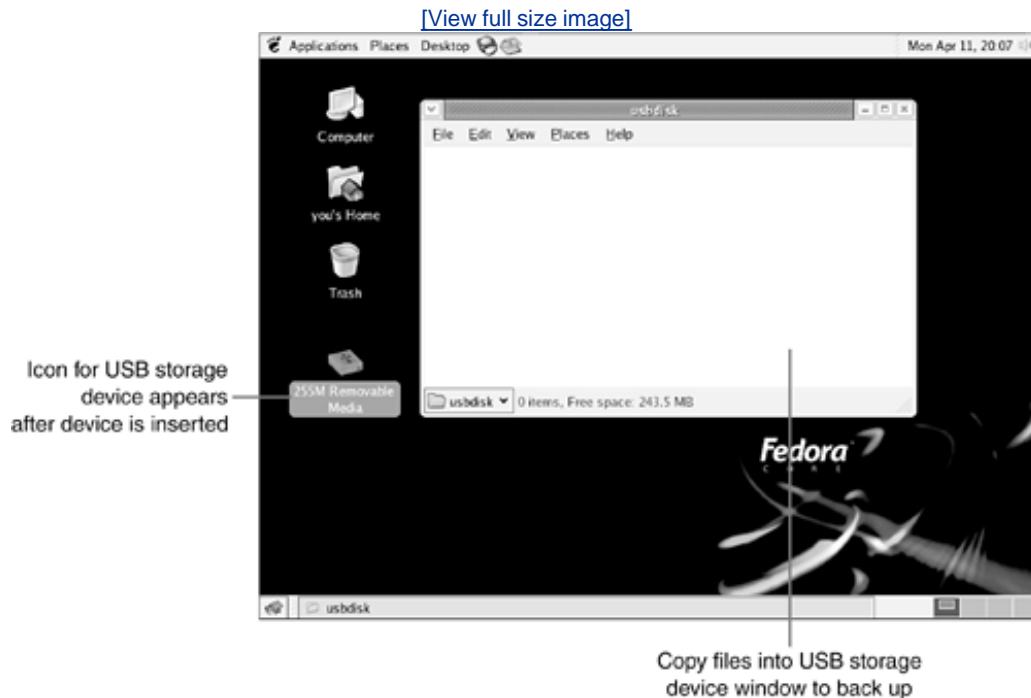 [View full size image]
Applications Places Desktop
Mon Apr 11, 20:07
usbdisk
File Edit View Places Help
Computer
you's Home
Trash
255M Removable
Media
Icon for USB storage
device appears
after device is inserted
usbdisk 0 items, Free space: 243.5 MB
Fedora
CORE
usbdisk
Copy files into USB storage
device window to back up